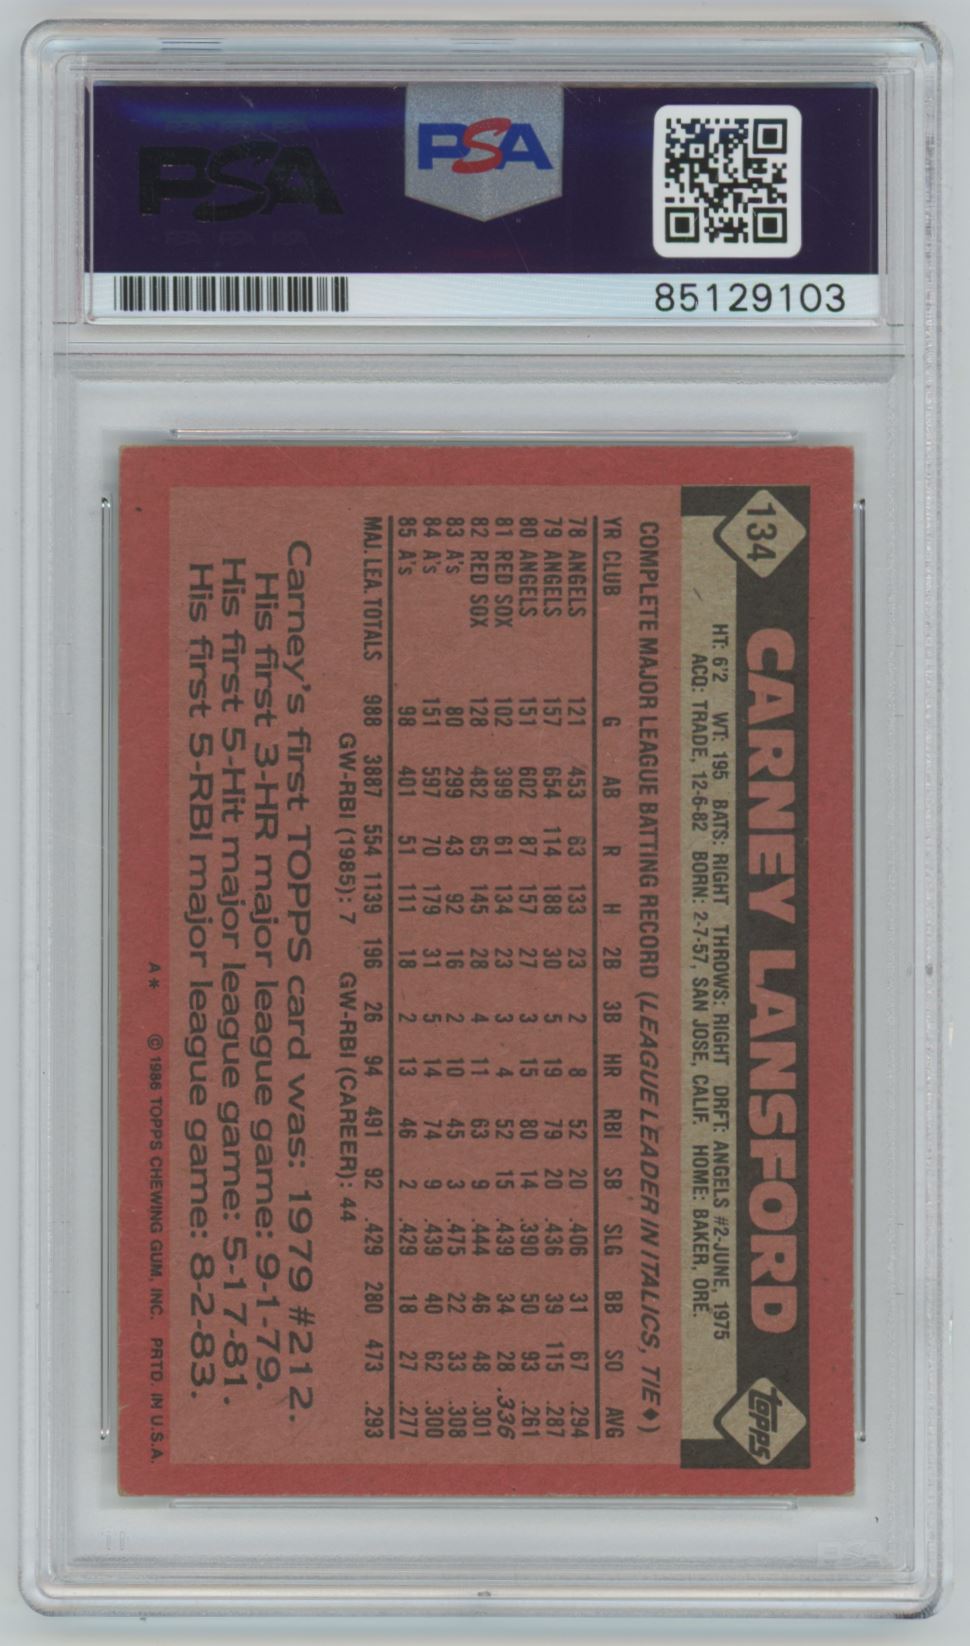 PSA
PSA
85129103
134
CARNEY LANSFORD
topps
HT: 6'2 WT: 195 BATS: RIGHT THROWS: RIGHT DRFT: ANGELS #2-JUNE, 1975
ACQ: TRADE, 12-6-82 BORN: 2-7-57, SAN JOSE, CALIF. HOME: BAKER, ORE.
COMPLETE MAJOR LEAGUE BATTING RECORD (LEAGUE LEADER IN ITALICS, TIE ♦)
YR CLUB G AB R H 2B 3B HR RBI SB SLG BB SO AVG
78 ANGELS 121 453 63 133 23 2 8 52 20 .406 31 67 .294
79 ANGELS 157 654 114 188 30 5 19 79 20 .436 39 115 .287
80 ANGELS 151 602 87 157 27 3 15 80 14 .390 50 93 .261
81 RED SOX 102 399 61 134 23 3 4 52 15 .439 34 28 .336
82 RED SOX 128 482 65 145 28 4 11 63 9 .444 46 48 .301
83 A's 80 299 43 92 16 2 10 45 3 .475 22 33 .308
84 A's 151 597 70 179 31 5 14 74 9 .439 40 62 .300
85 A's 98 401 51 111 18 2 13 46 2 .429 18 27 .277
MAJ. LEA. TOTALS 988 3887 554 1139 196 26 94 491 92 .429 280 473 .293
GW-RBI (1985): 7 GW-RBI (CAREER): 44
Carney's first TOPPS card was: 1979 #212.
His first 3-HR major league game: 9-1-79.
His first 5-Hit major league game: 5-17-81.
His first 5-RBI major league game: 8-2-83.
A* © 1986 TOPPS CHEWING GUM, INC. PRTD. IN U.S.A.
PSA